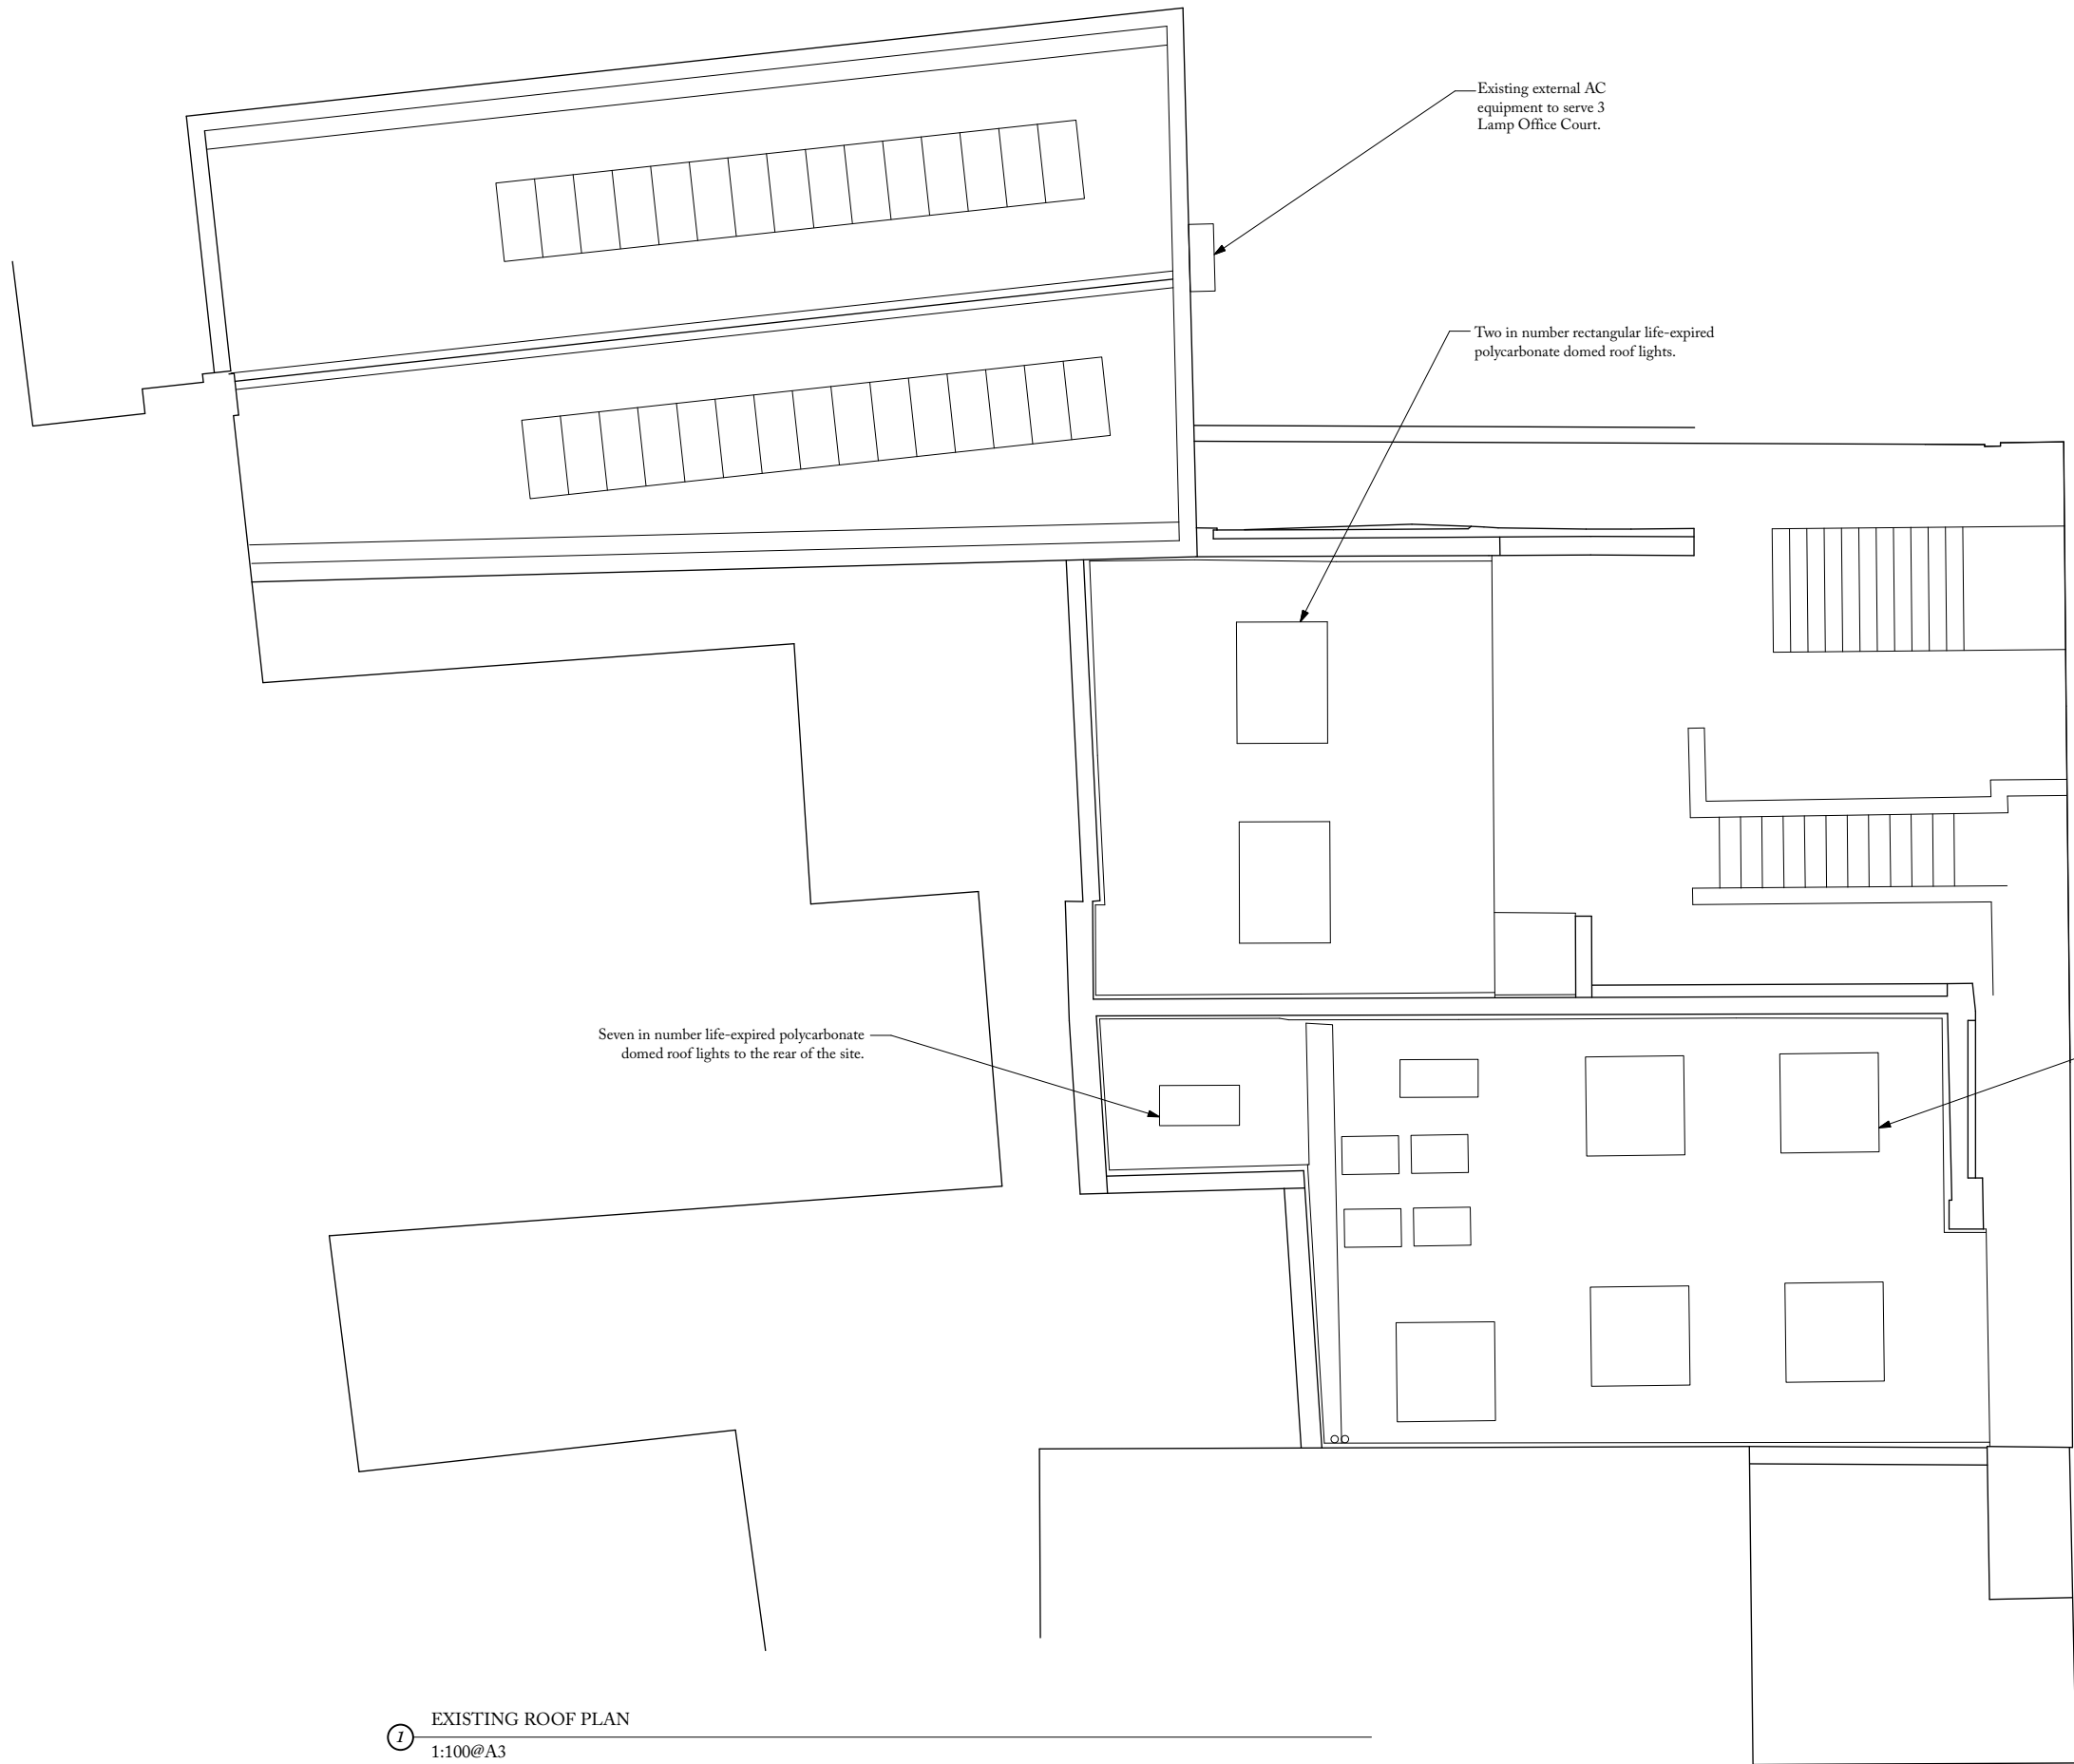 Existing external AC
equipment to serve 3
Lamp Office Court.
Two in number rectangular life-expired
polycarbonate domed roof lights.
Seven in number life-expired polycarbonate
domed roof lights to the rear of the site.
1
EXISTING ROOF PLAN
1:100@A3